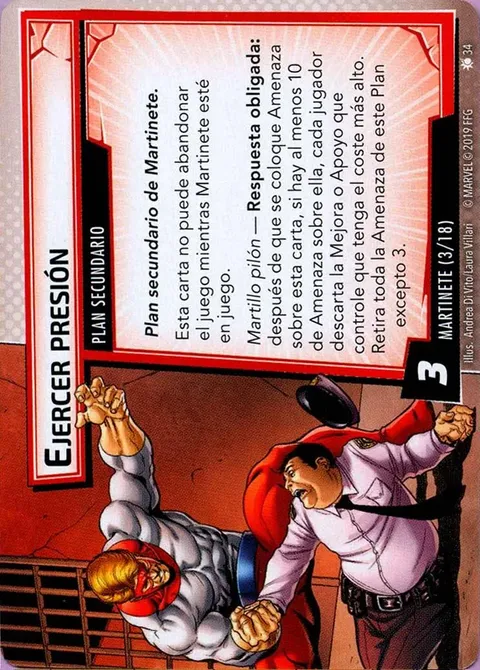 EJERCER PRESIÓN
PLAN SECUNDARIO
Plan secundario de Martinete.
Esta carta no puede abandonar
el juego mientras Martinete esté
en juego.
Martillo pilón — Respuesta obligada:
después de que se coloque Amenaza
sobre esta carta, si hay al menos 10
de Amenaza sobre ella, cada jugador
descarta la Mejora o Apoyo que
controle que tenga al coste más alto.
Retira toda la Amenaza de este Plan
excepto 3.
3
MARTINETE (3/18)
Illus. Andrea Di Vito/Laura Villari © MARVEL © 2019 FFG 34